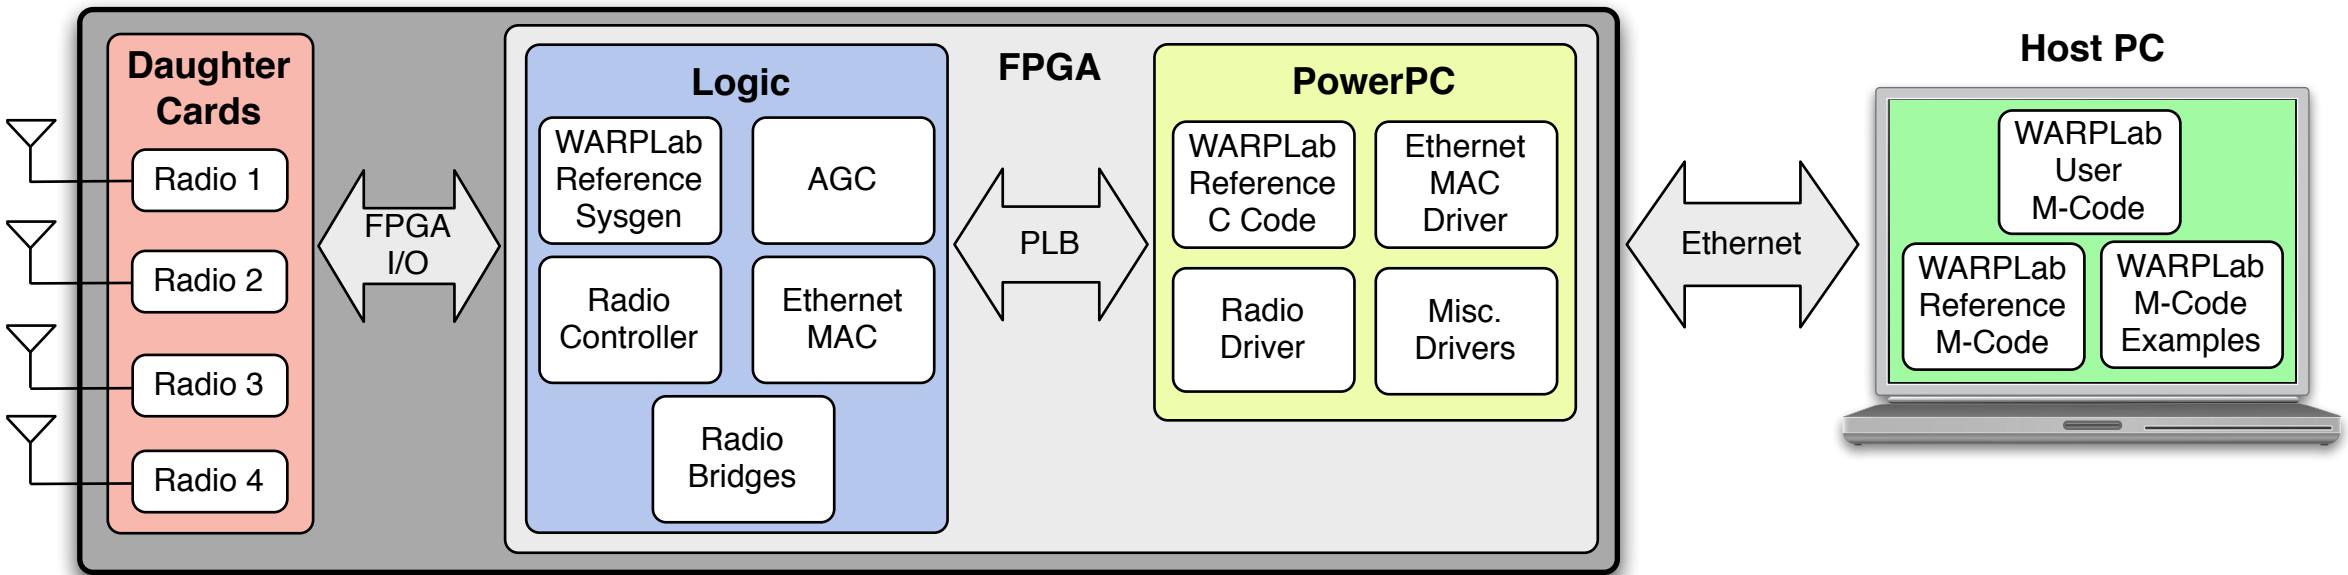 Daughter
Cards
Radio 1
Radio 2
Radio 3
Radio 4
FPGA
I/O
FPGA
Logic
WARPLab
Reference
Sysgen
AGC
Radio
Controller
Ethernet
MAC
Radio
Bridges
PLB
PowerPC
WARPLab
Reference
C Code
Ethernet
MAC
Driver
Radio
Driver
Misc.
Drivers
Ethernet
Host PC
WARPLab
User
M-Code
WARPLab
Reference
M-Code
WARPLab
M-Code
Examples